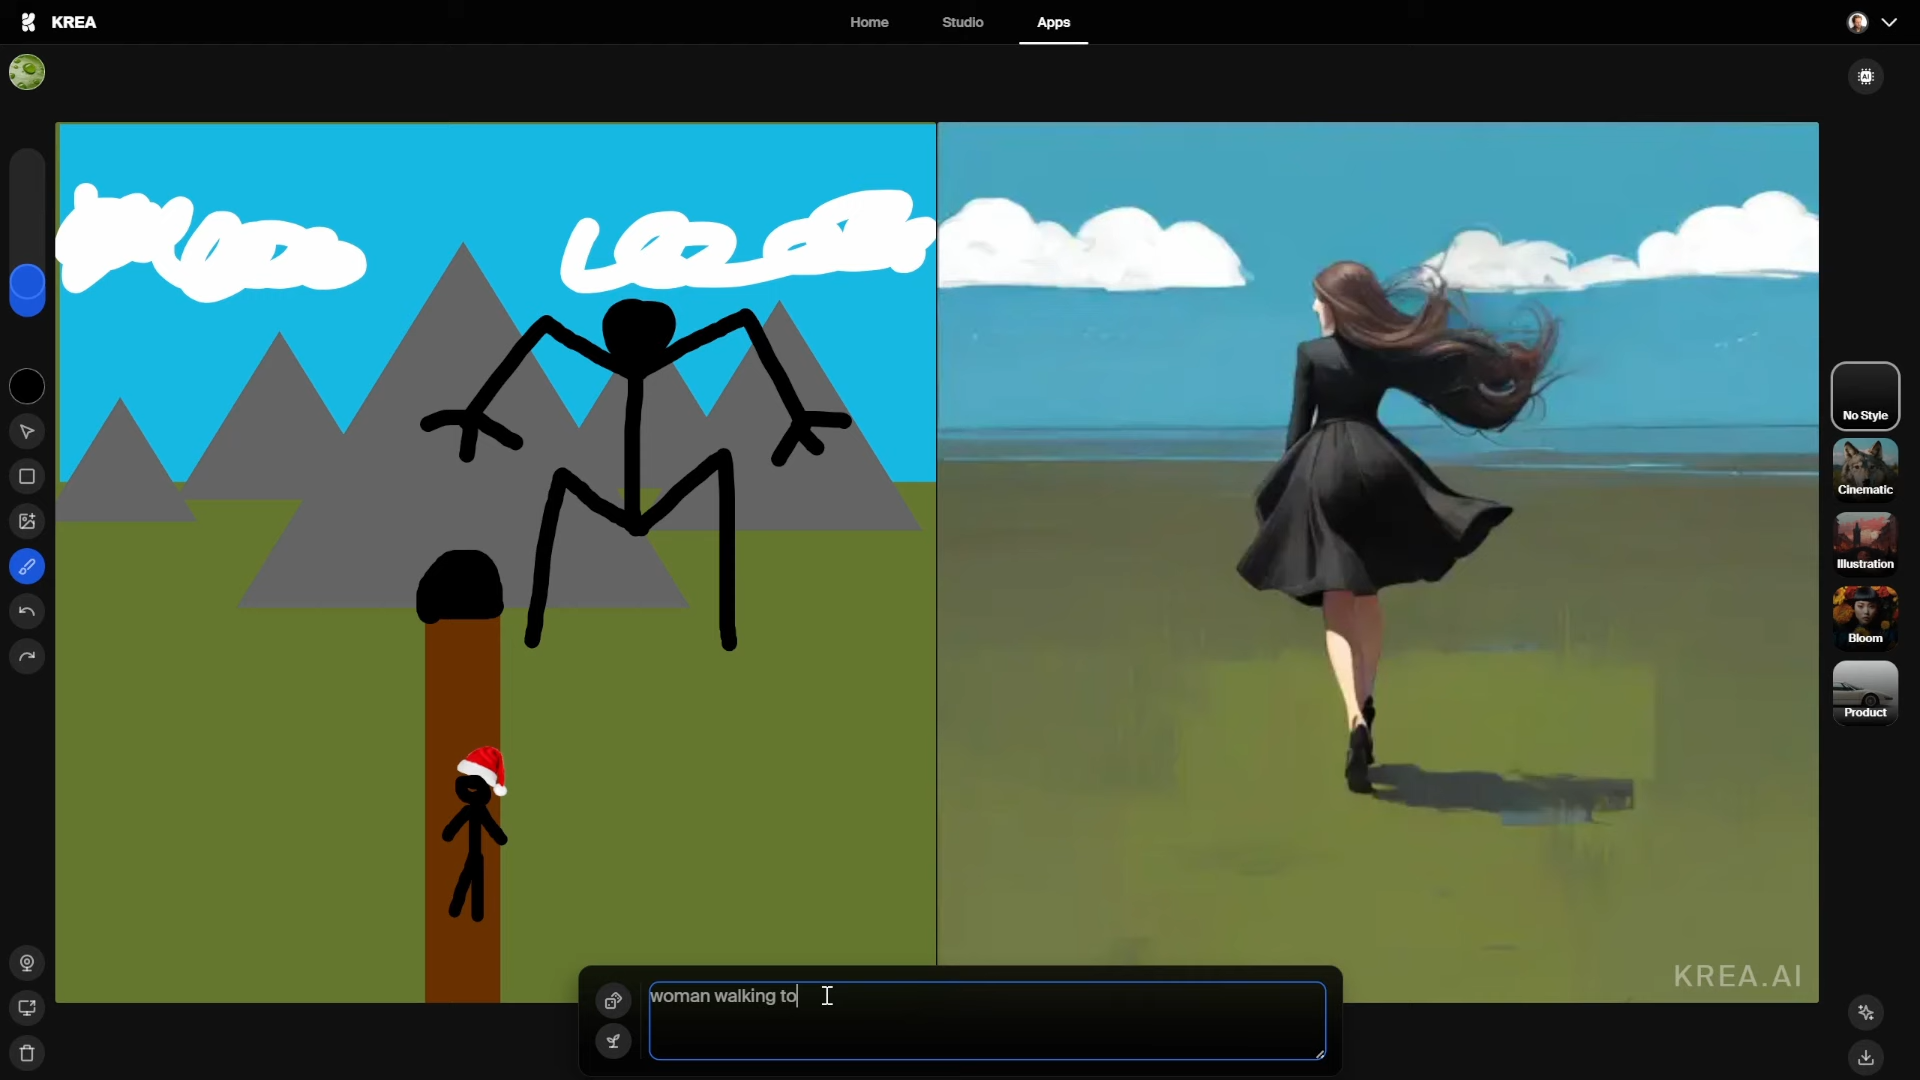 KREA
Home
Studio
Apps
No Style
Cinematic
Illustration
Bloom
Product
KREA.AI
woman walking to